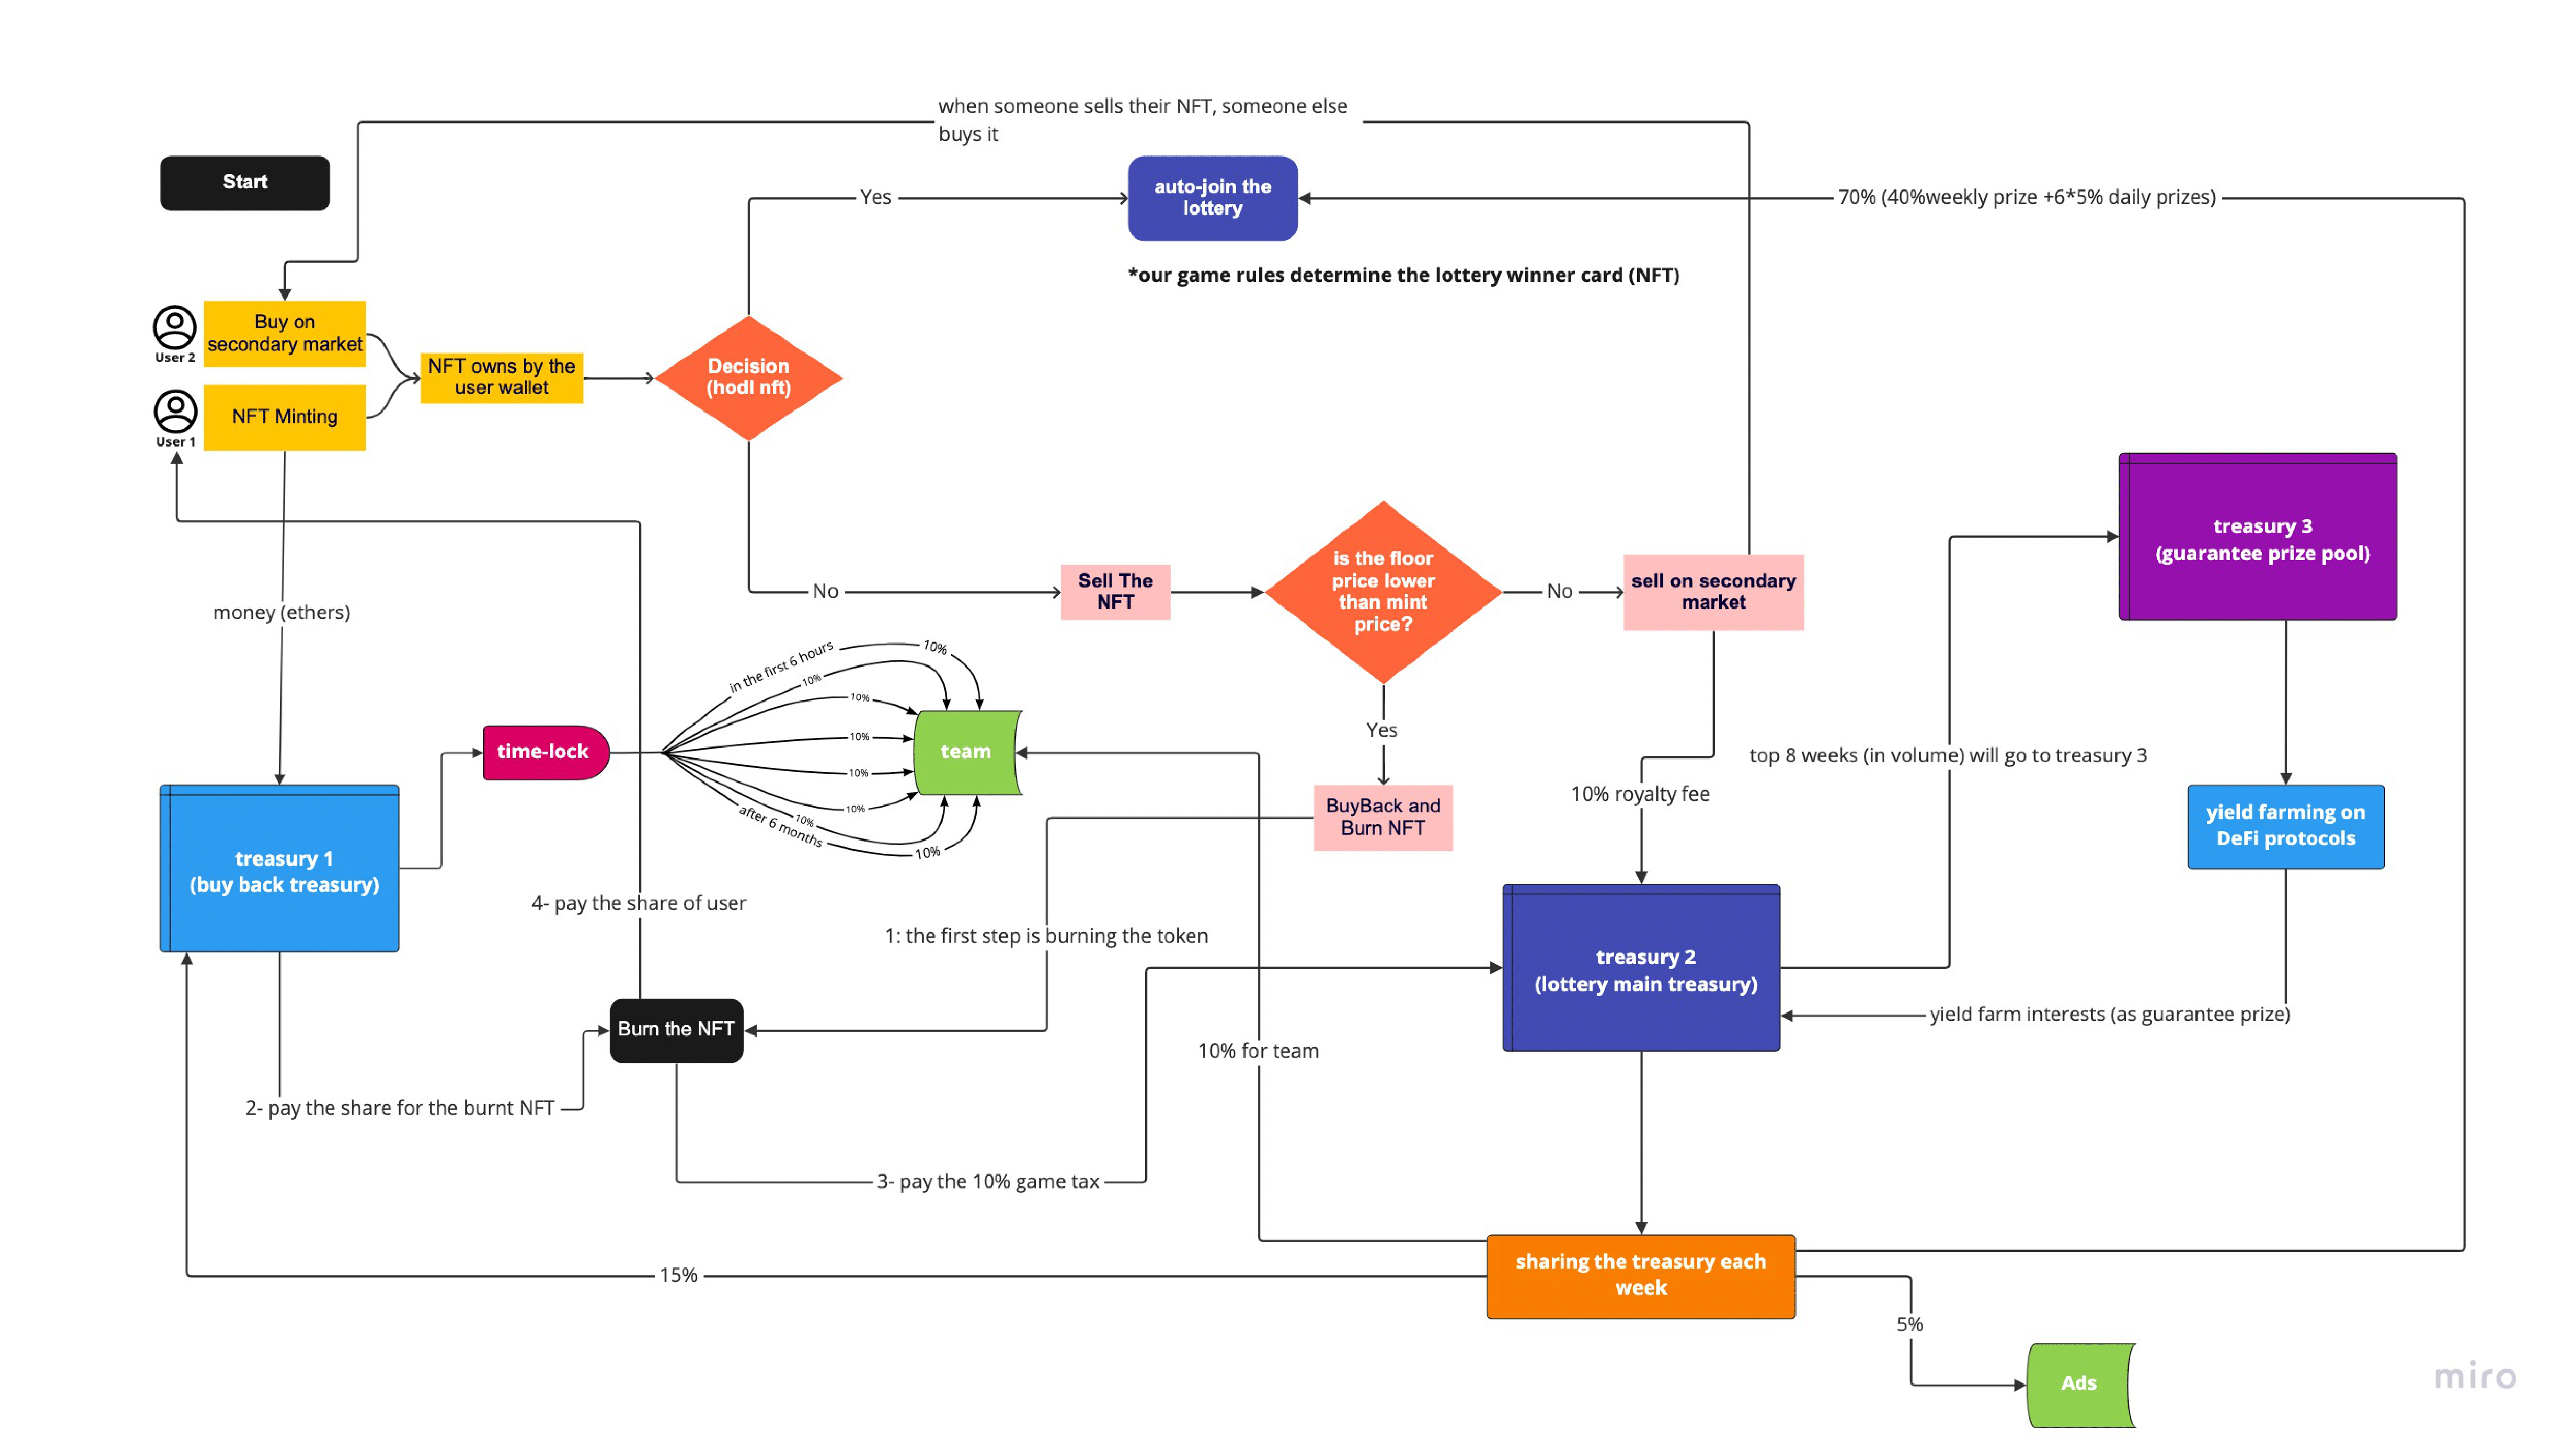 when someone sells their NFT, someone else
buys it
Start
auto-join the
lottery
Yes
70% (40%weekly prize +6*5% daily prizes)
*our game rules determine the lottery winner card (NFT)
User 2
Buy on
secondary market
NFT owns by the
user wallet
Decision
(hodl nft)
User 1
NFT Minting
treasury 3
(guarantee prize pool)
is the floor
price lower
than mint
price?
No
Sell The
NFT
No
sell on secondary
market
money (ethers)
in the first 6 hours
10%
10%
10%
10%
10%
10%
10%
after 6 months
10%
time-lock
team
Yes
top 8 weeks (in volume) will go to treasury 3
10% royalty fee
BuyBack and
Burn NFT
yield farming on
DeFi protocols
treasury 1
(buy back treasury)
4- pay the share of user
1: the first step is burning the token
treasury 2
(lottery main treasury)
yield farm interests (as guarantee prize)
Burn the NFT
10% for team
2- pay the share for the burnt NFT
3- pay the 10% game tax
sharing the treasury each
week
15%
5%
Ads
miro